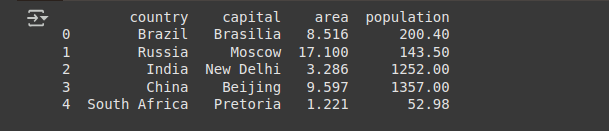 country capital area population
0 Brazil Brasilia 8.516 200.40
1 Russia Moscow 17.100 143.50
2 India New Delhi 3.286 1252.00
3 China Beijing 9.597 1357.00
4 South Africa Pretoria 1.221 52.98